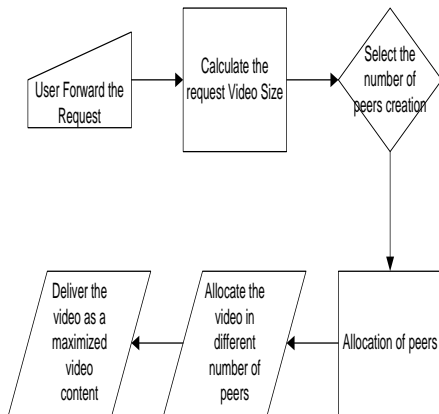 User Forward the
Request
Calculate the
request Video Size
Select the
number of
peers creation
Allocation of peers
Allocate the
video in
different
number of
peers
Deliver the
video as a
maximized
video
content